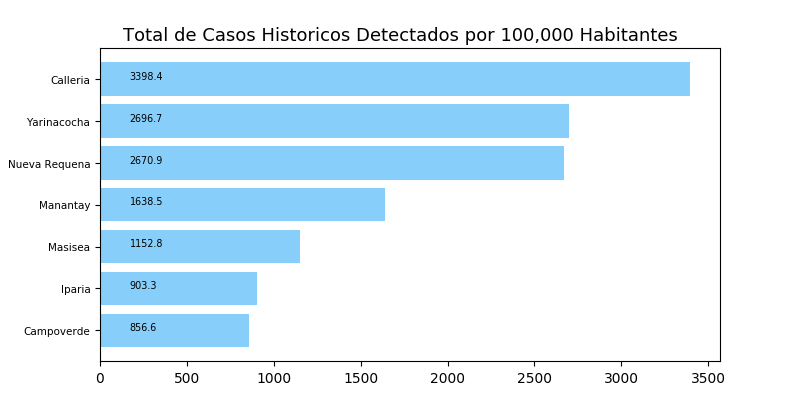 Total de Casos Historicos Detectados por 100,000 Habitantes
Calleria 3398.4
Yarinacocha 2696.7
Nueva Requena 2670.9
Manantay 1638.5
Masisea 1152.8
Iparia 903.3
Campoverde 856.6
0 500 1000 1500 2000 2500 3000 3500